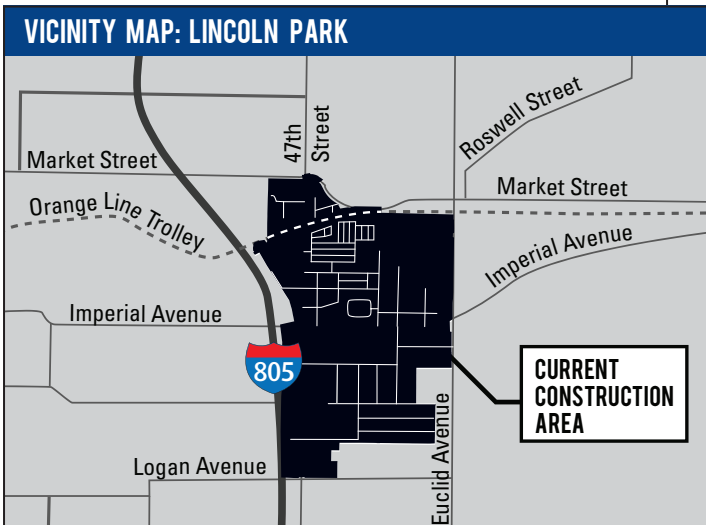 VICINITY MAP: LINCOLN PARK
47th
Street
Roswell Street
Market Street
Market Street
Orange Line Trolley
Imperial Avenue
Imperial Avenue
805
CURRENT
CONSTRUCTION
AREA
Euclid Avenue
Logan Avenue